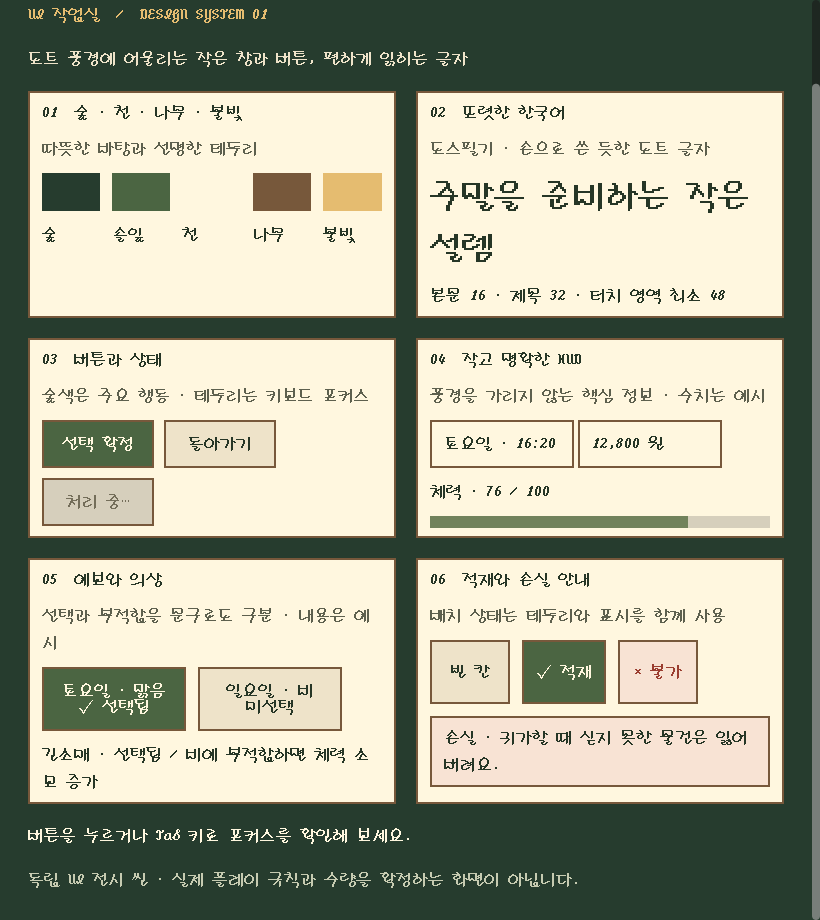 UI 작업실 / DESIGN SYSTEM 01
도트 풍경에 어울리는 작은 창과 버튼, 편하게 읽히는 글자
01 숲 · 천 · 나무 · 불빛
따뜻한 바탕과 선명한 테두리
숲 솔잎 천 나무 불빛
02 또렷한 한국어
도스필기 · 손으로 쓴 듯한 도트 글자
주말을 준비하는 작은
설렘
본문 16 · 제목 32 · 터치 영역 최소 48
03 버튼과 상태
숲색은 주요 행동 · 테두리는 키보드 포커스
선택 확정 돌아가기
처리 중…
04 작고 명확한 HUD
풍경을 가리지 않는 핵심 정보 · 수치는 예시
토요일 · 16:20 12,800 원
체력 · 76 / 100
05 예보와 의상
선택과 부적합을 문구로도 구분 · 내용은 예
시
토요일 · 맑음
✓ 선택됨
일요일 · 비
미선택
긴소매 · 선택됨 / 비에 부적합하면 체력 소
모 증가
06 적재와 손실 안내
배치 상태는 테두리와 표시를 함께 사용
빈 칸 ✓ 적재 × 불가
손실 · 귀가할 때 싣지 못한 물건은 잃어
버려요.
버튼을 누르거나 Tab 키로 포커스를 확인해 보세요.
독립 UI 전시 씬 · 실제 플레이 규칙과 수량을 확정하는 화면이 아닙니다.